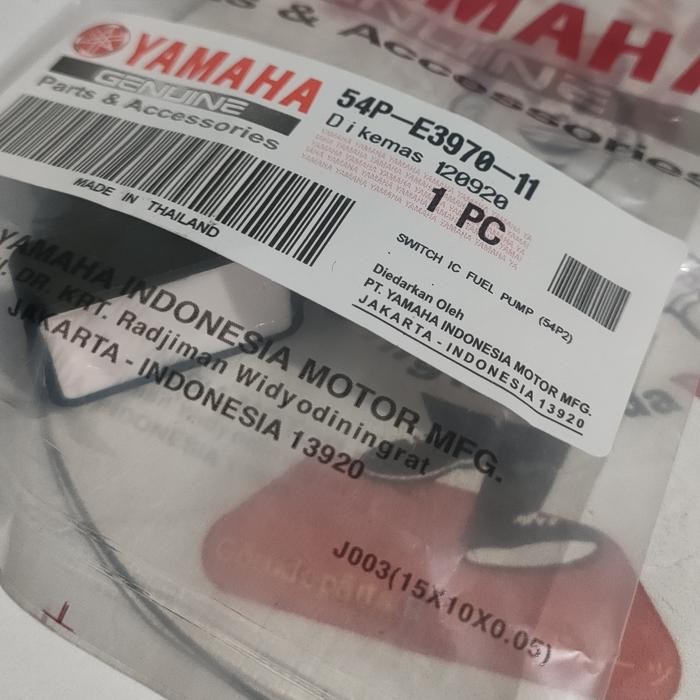 YAMAHA
& Accessories
YAMAHA
GENUINE
Parts & Accessories
54P-E3970-11
Dikemas 120920
1 PC
MADE IN THAILAND
SWITCH IC FUEL PUMP (54P2)
Diedarkan Oleh
PT. YAMAHA INDONESIA MOTOR MFG.
JAKARTA - INDONESIA 13920
YAMAHA INDONESIA MOTOR MFG.
DR. KRT. Radjiman Widyodiningrat
JAKARTA - INDONESIA 13920
J003(15X10X0.05)